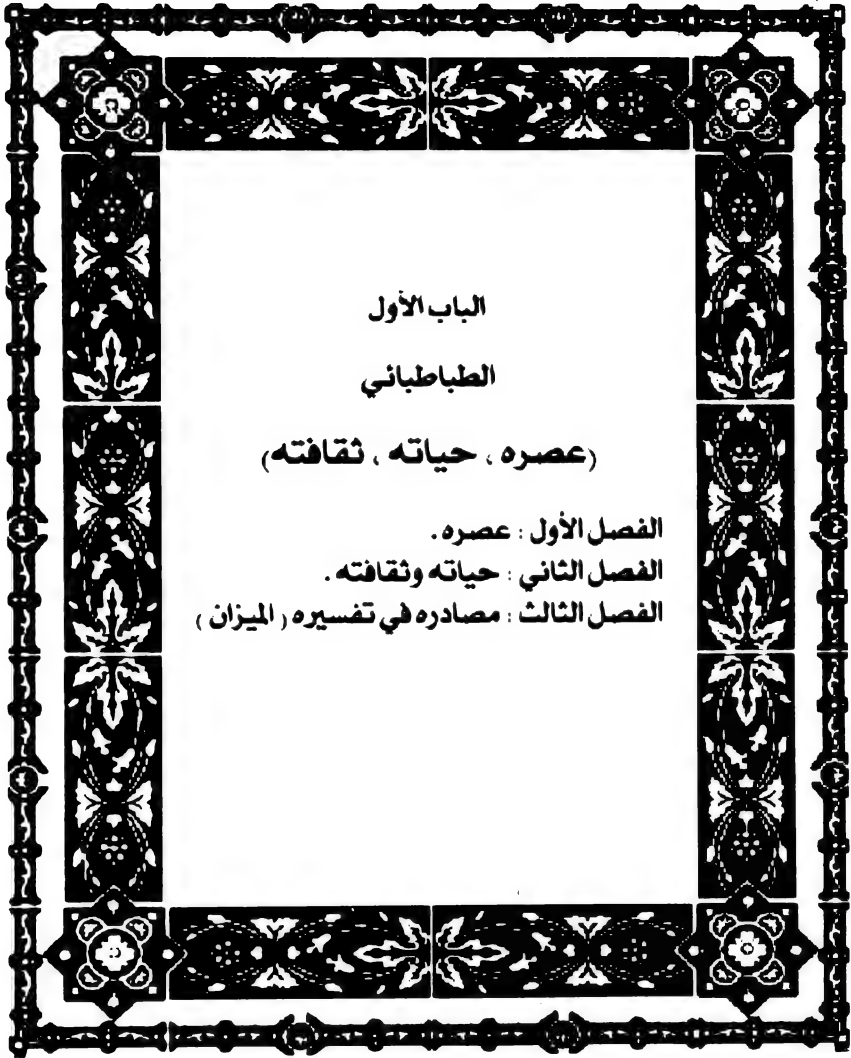 الباب الأول
الطباطبائي
(عصره ، حياته ، ثقافته)
الفصل الأول : عصره .
الفصل الثاني : حياته وثقافته .
الفصل الثالث : مصادره في تفسيره ( الميزان )